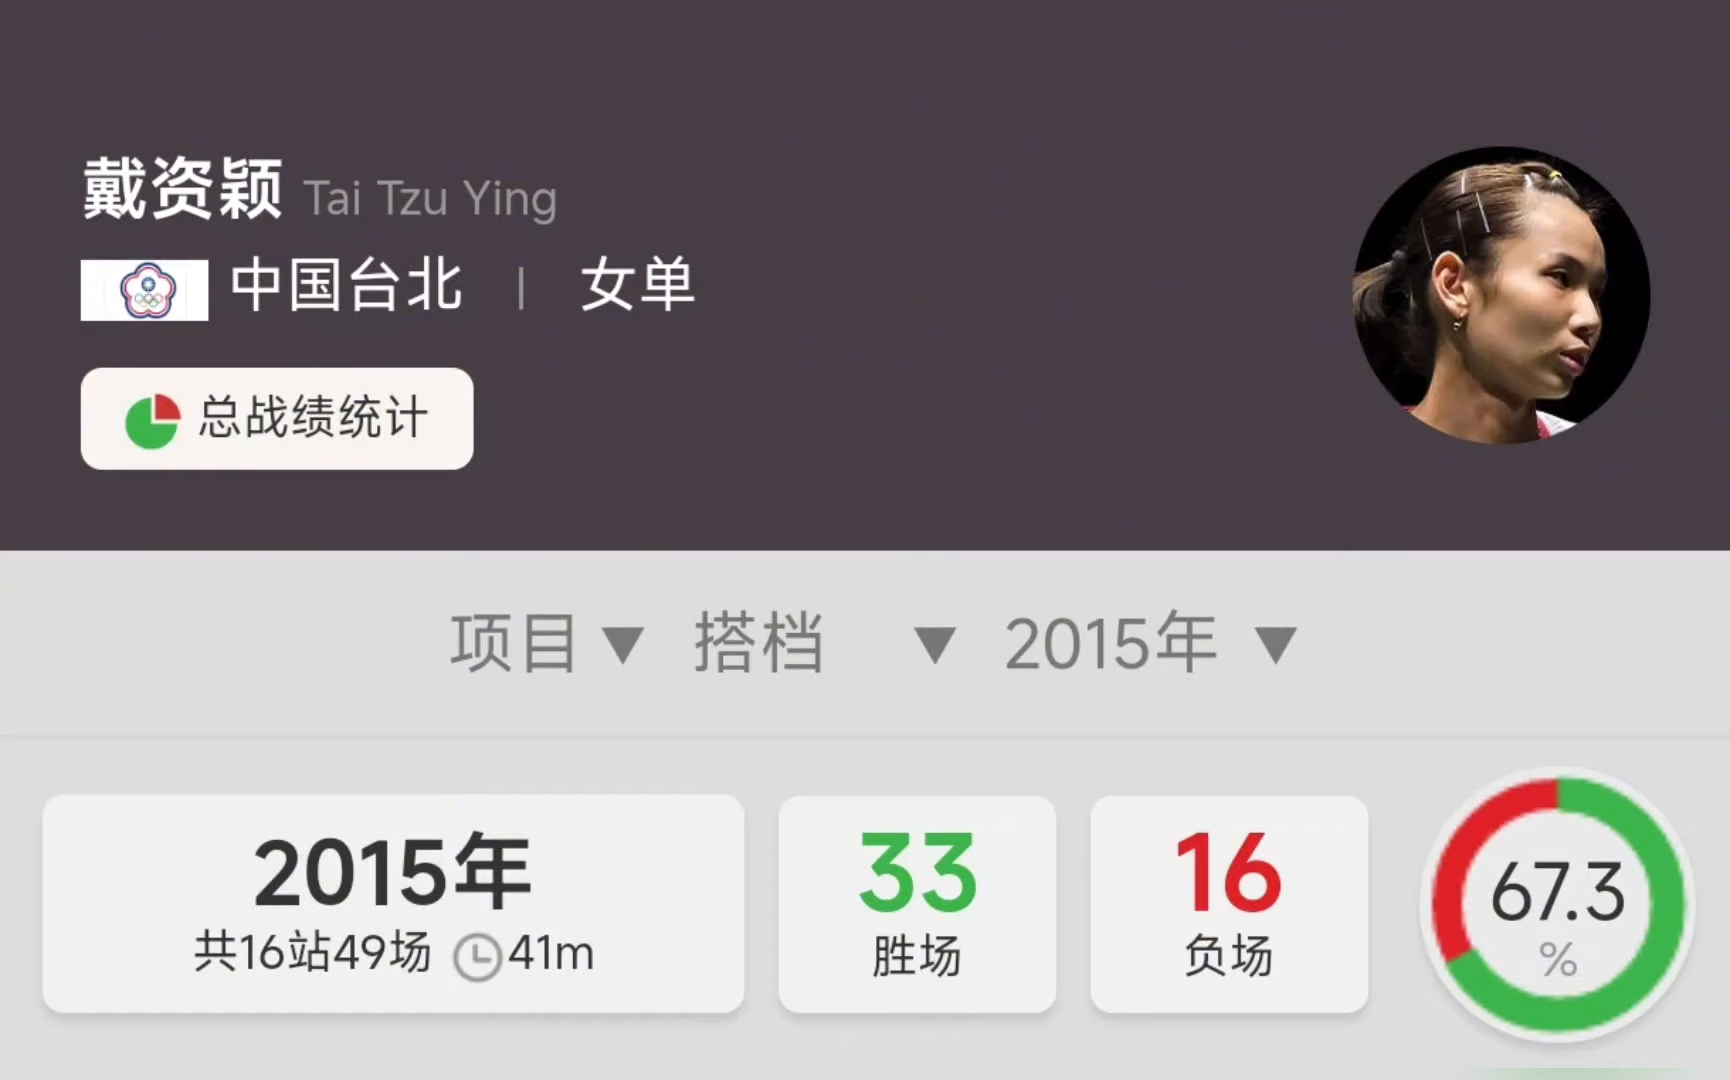 戴资颖 Tai Tzu Ying
中国台北 | 女单
总战绩统计
项目 ▼ 搭档 ▼ 2015年 ▼
2015年
共16站49场 41m
33
胜场
16
负场
67.3
%